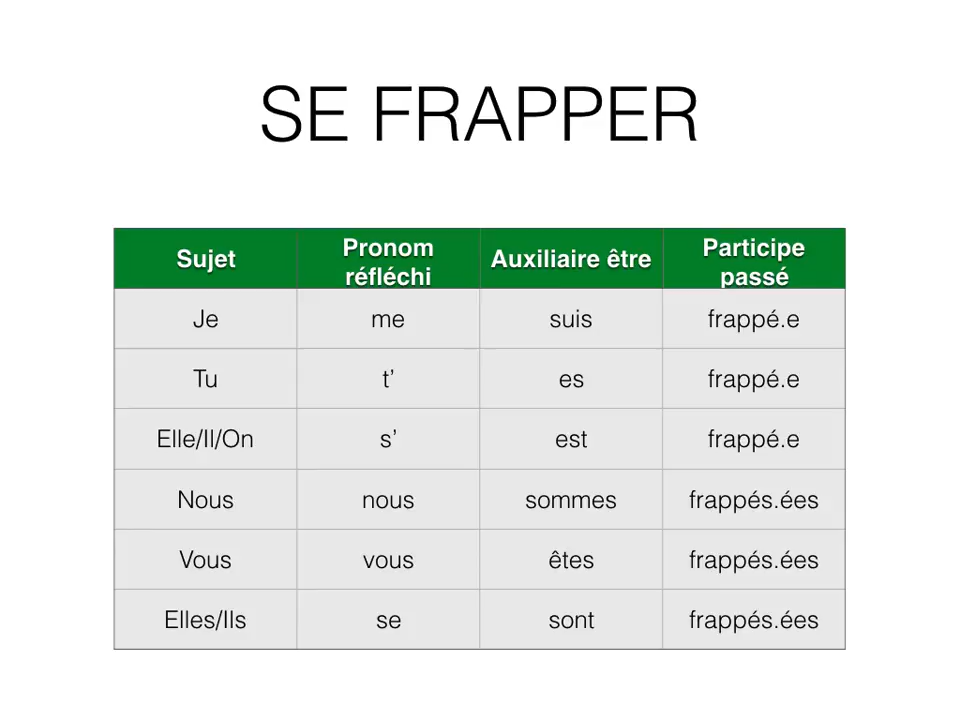 SE FRAPPER
Sujet Pronom réfléchi Auxiliaire être Participe passé
Je me suis frappé.e
Tu t’ es frappé.e
Elle/Il/On s’ est frappé.e
Nous nous sommes frappés.ées
Vous vous êtes frappés.ées
Elles/Ils se sont frappés.ées